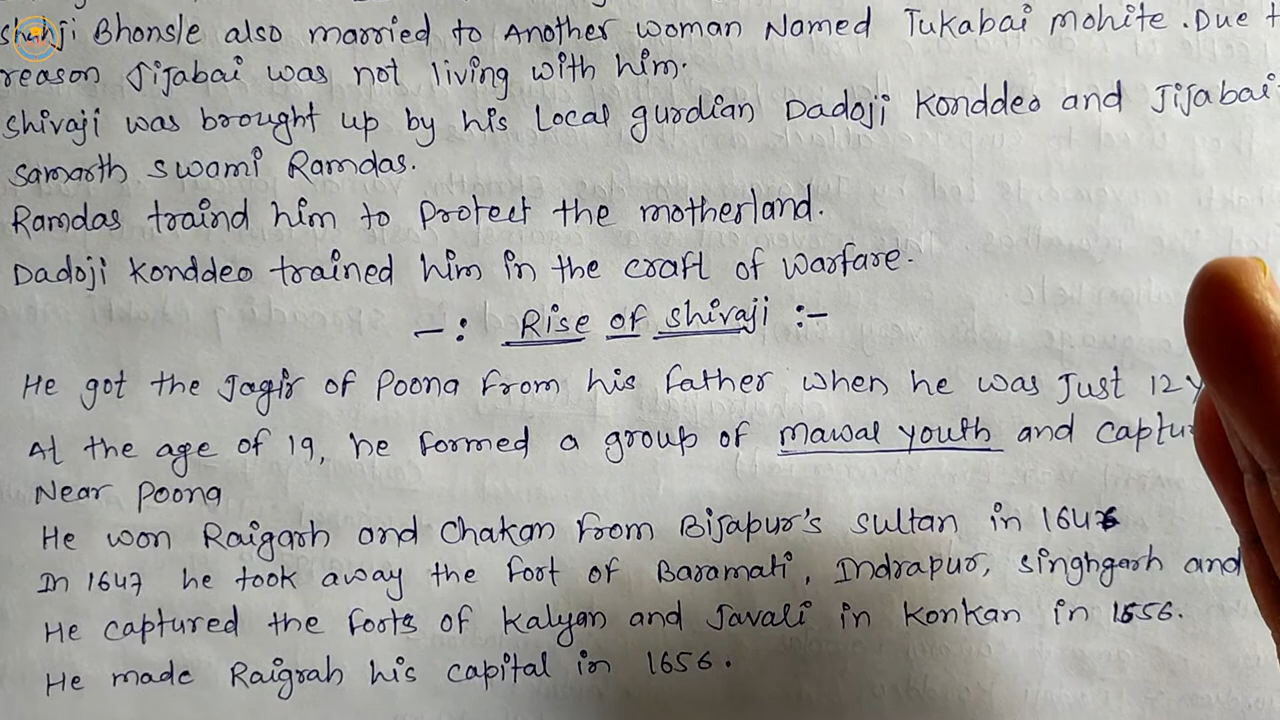 Shahji Bhonsle also married to Another woman Named Tukabai Mohite. Due t
reason Jijabai was not living with him.
Shivaji was brought up by his Local gurdian Dadoji Konddeo and Jijabai
Samarth Swami Ramdas.
Ramdas traind him to Protect the motherland.
Dadoji Konddeo trained him in the craft of warfare.
-: Rise of Shivaji :-
He got the Jagir of Poona from his father when he was Just 12 y
At the age of 19, he formed a group of mawal youth and captu
Near Poona
He won Raigarh and Chakan from Bijapur's Sultan in
In 1647 he took away the fort of Baramati, Indrapur, Singhgarh and
He captured the forts of Kalyan and Javali in Konkan in 1656.
He made Raigrah his capital in 1656.